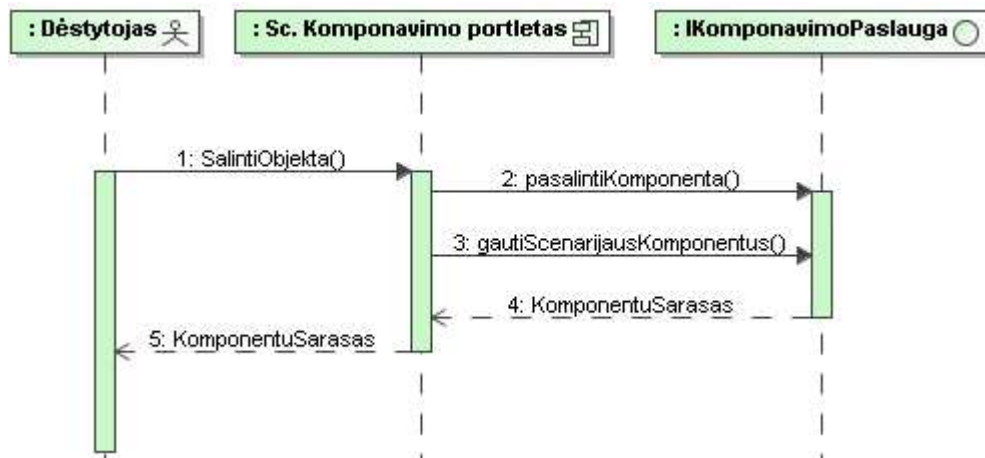 : Dėstytojas
: Sc. Komponavimo portletas
: IKomponavimoPaslauga
1: SalintiObjekta()
2: pasalintiKomponenta()
3: gautiScenarijausKomponentus()
4: KomponentuSarasas
5: KomponentuSarasas